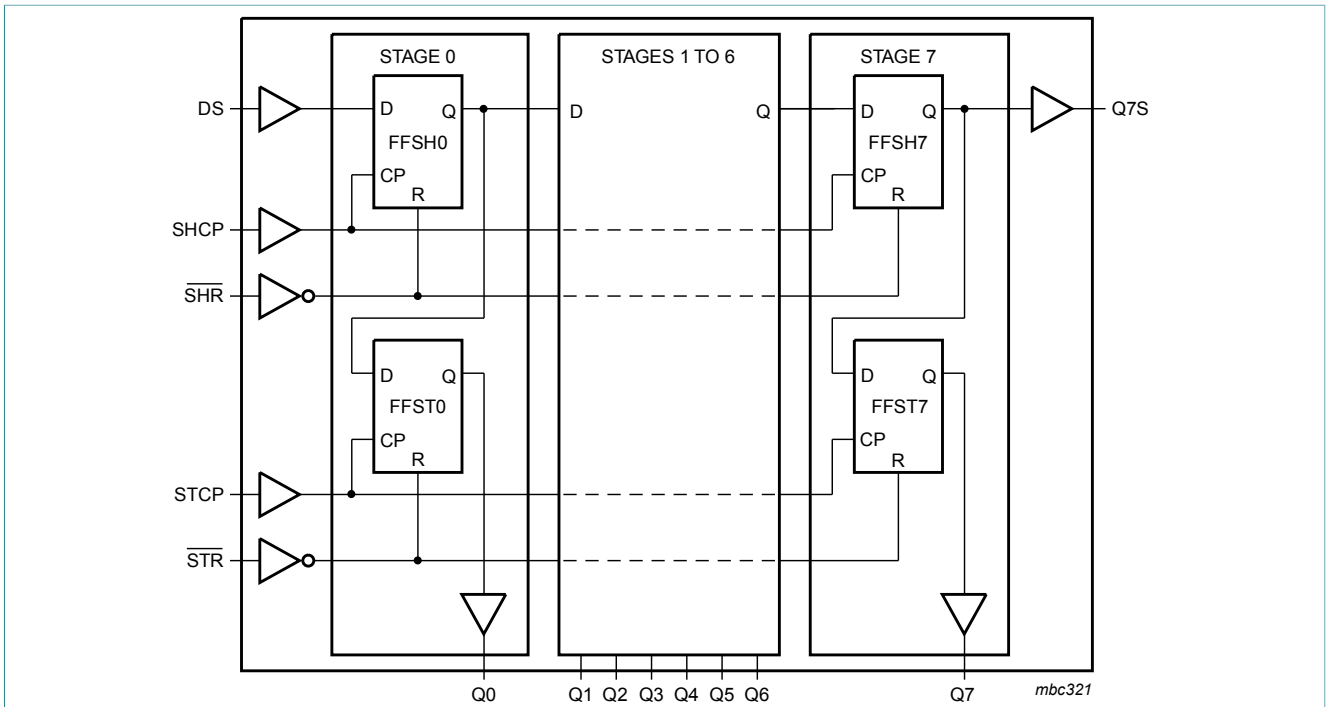 STAGE 0
STAGES 1 TO 6
STAGE 7
DS
D
Q
FFSH0
CP
R
D
Q
D
Q
FFSH7
CP
R
Q7S
SHCP
SHR
D
Q
FFST0
CP
R
D
Q
FFST7
CP
R
STCP
STR
Q0
Q1 Q2 Q3 Q4 Q5 Q6
Q7
mbc321